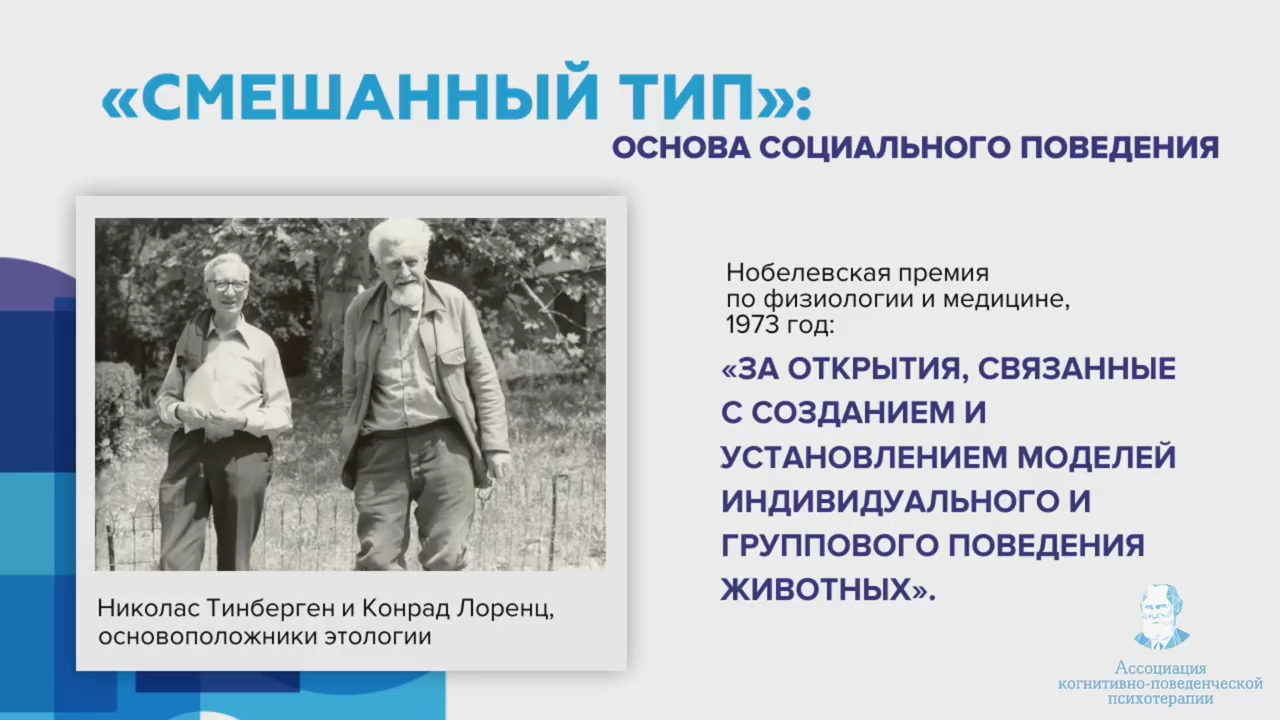 «СМЕШАННЫЙ ТИП»:
ОСНОВА СОЦИАЛЬНОГО ПОВЕДЕНИЯ
Николас Тинберген и Конрад Лоренц,
основоположники этологии
Нобелевская премия
по физиологии и медицине,
1973 год:
«ЗА ОТКРЫТИЯ, СВЯЗАННЫЕ
С СОЗДАНИЕМ И
УСТАНОВЛЕНИЕМ МОДЕЛЕЙ
ИНДИВИДУАЛЬНОГО И
ГРУППОВОГО ПОВЕДЕНИЯ
ЖИВОТНЫХ».
Ассоциация
когнитивно-поведенческой
психотерапии